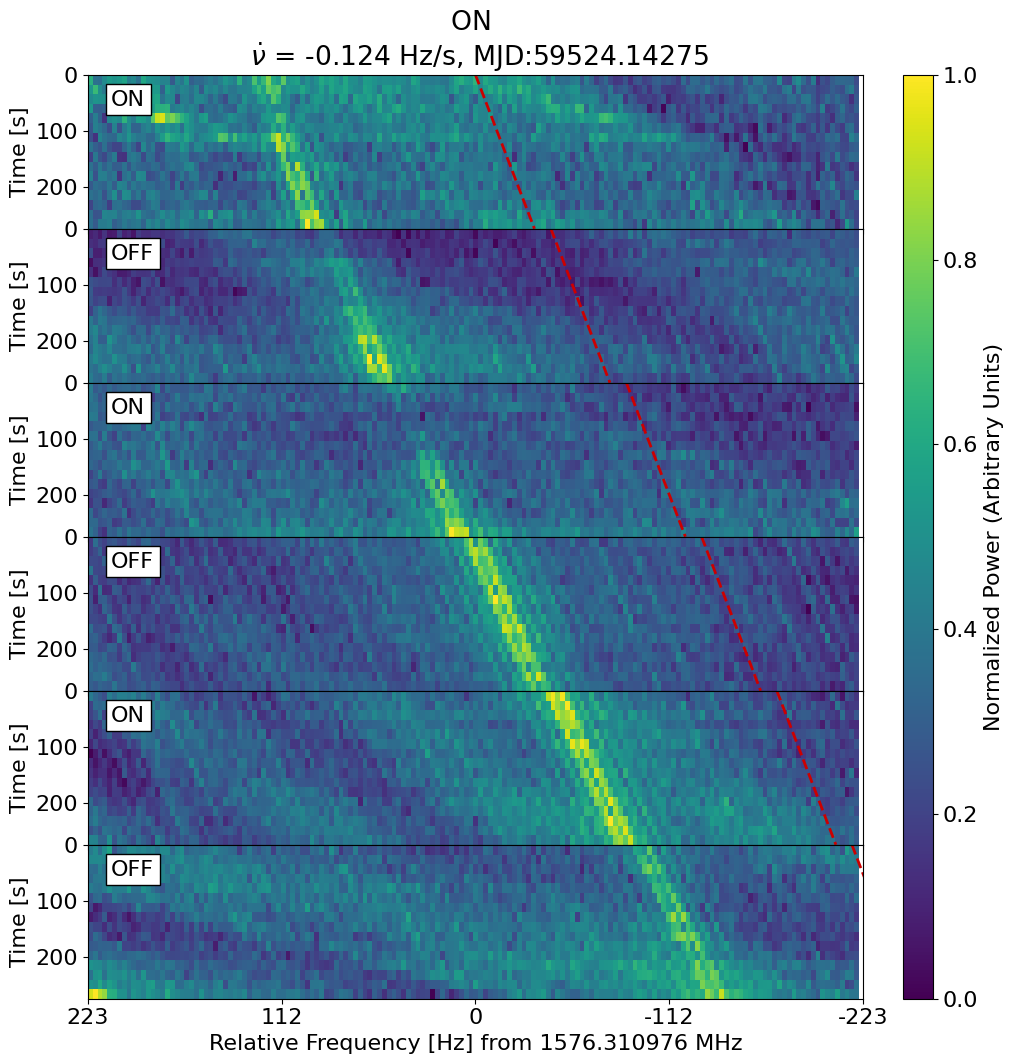 ON
ν̇ = -0.124 Hz/s, MJD:59524.14275
0
ON
100
Time [s]
200
0
OFF
100
Time [s]
200
0
ON
100
Time [s]
200
0
OFF
100
Time [s]
200
0
ON
100
Time [s]
200
0
OFF
100
Time [s]
200
223 112 0 -112 -223
Relative Frequency [Hz] from 1576.310976 MHz
1.0
0.8
0.6
0.4
0.2
0.0
Normalized Power (Arbitrary Units)